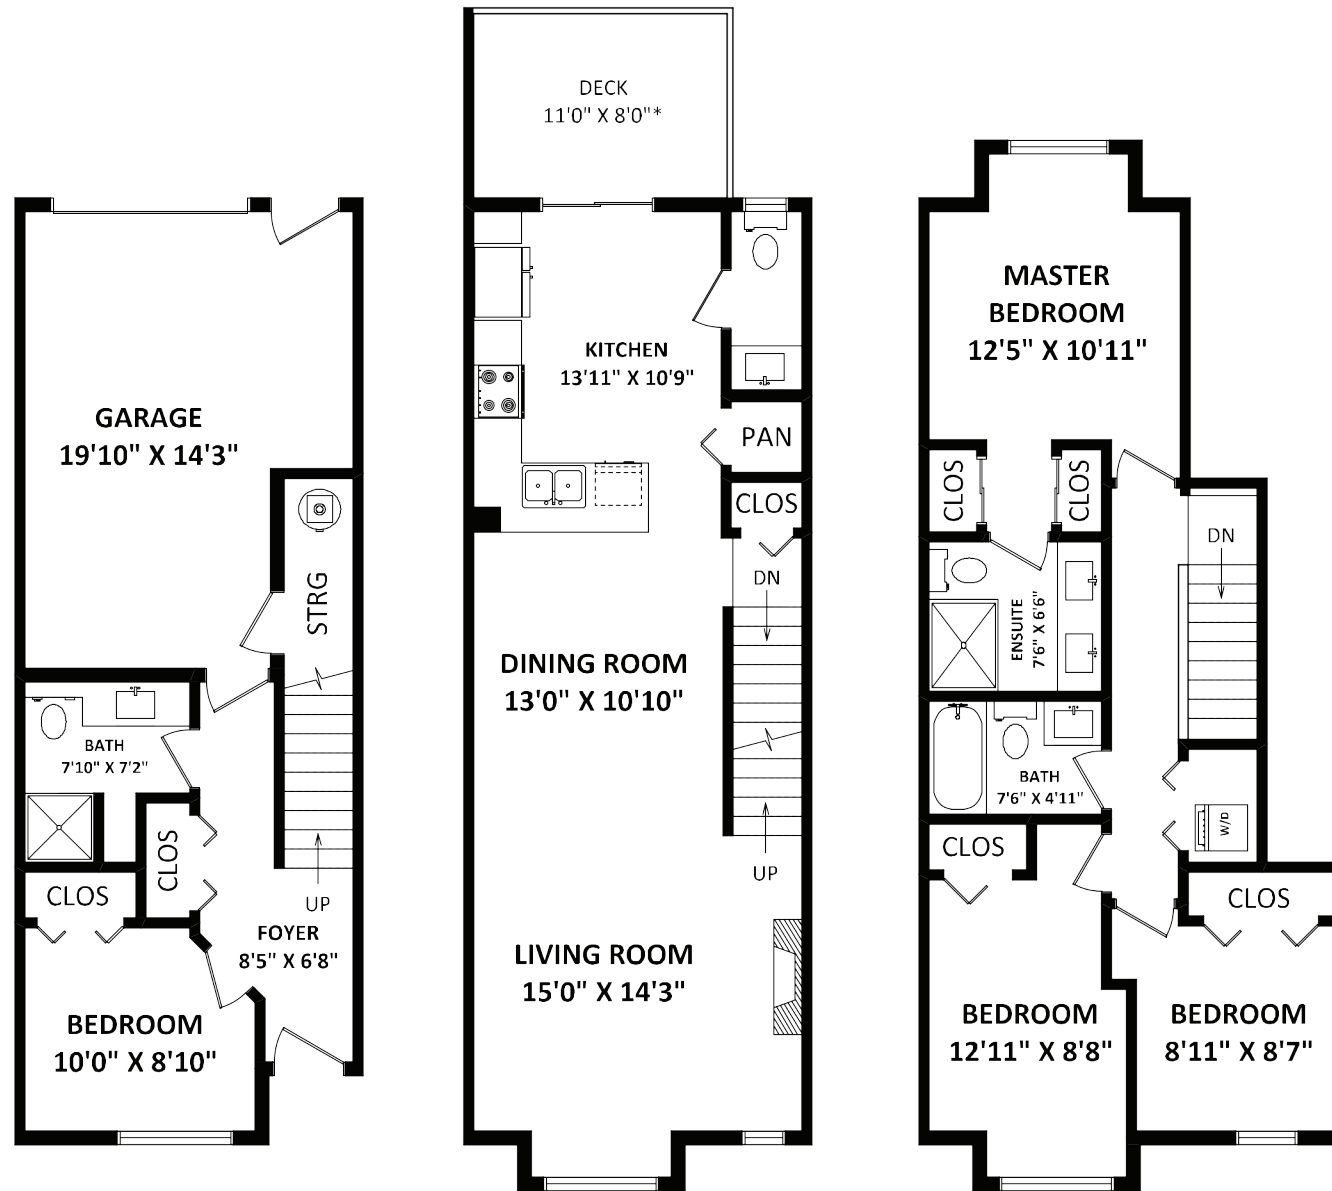 GARAGE
19'10" X 14'3"
STRG
BATH
7'10" X 7'2"
CLOS
CLOS
UP
FOYER
8'5" X 6'8"
BEDROOM
10'0" X 8'10"
DECK
11'0" X 8'0"*
KITCHEN
13'11" X 10'9"
PAN
CLOS
DN
DINING ROOM
13'0" X 10'10"
UP
LIVING ROOM
15'0" X 14'3"
MASTER
BEDROOM
12'5" X 10'11"
CLOS
CLOS
DN
ENSUITE
7'6" X 6'6"
BATH
7'6" X 4'11"
W/D
CLOS
CLOS
BEDROOM
12'11" X 8'8"
BEDROOM
8'11" X 8'7"